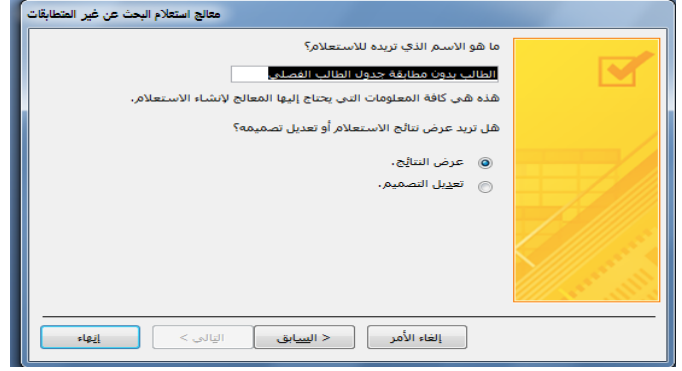 معالج استعلام البحث عن غير المتطابقات
ما هو الاسم الذي تريده للاستعلام؟
الطالب بدون مطابقة جدول الطالب الفصلي
هذه هي كافة المعلومات التي يحتاج إليها المعالج لإنشاء الاستعلام.
هل تريد عرض نتائج الاستعلام أو تعديل تصميمه؟
عرض النتائج.
تعديل التصميم.
إلغاء الأمر
< السابق
التالي >
إنهاء